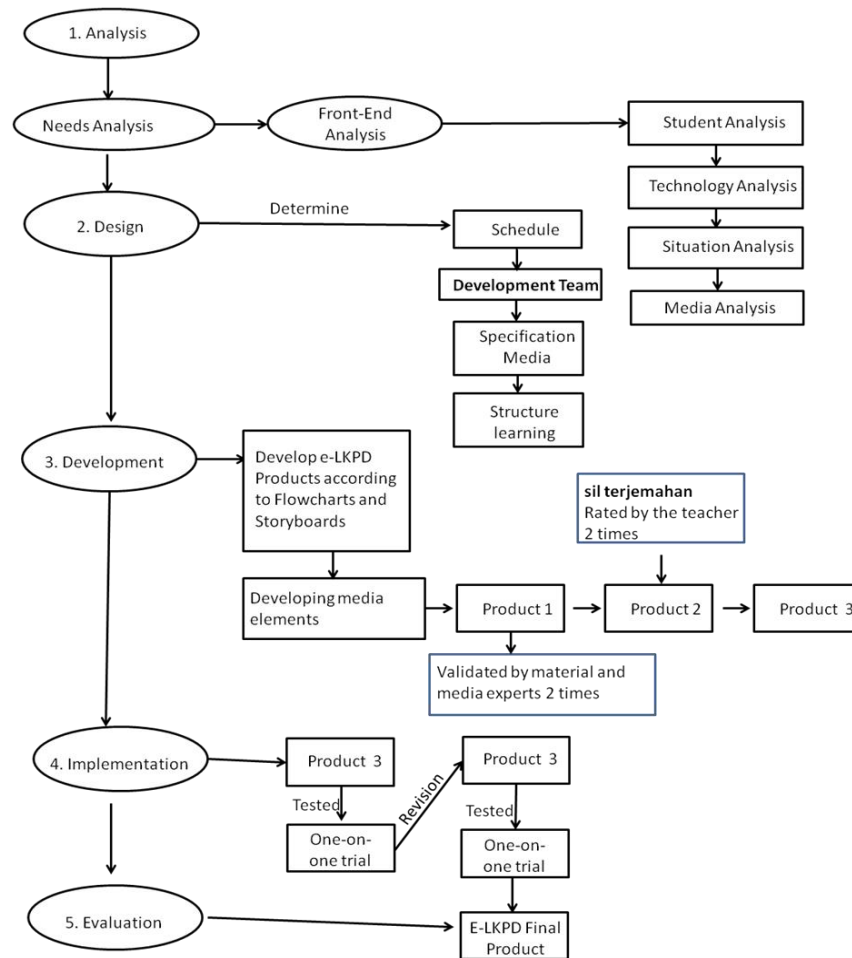 1. Analysis
Needs Analysis
Front-End
Analysis
Student Analysis
Technology Analysis
Situation Analysis
Media Analysis
2. Design
Determine
Schedule
Development Team
Specification
Media
Structure
learning
3. Development
Develop e-LKPD
Products according
to Flowcharts and
Storyboards
sil terjemahan
Rated by the teacher
2 times
Developing media
elements
Product 1
Product 2
Product 3
Validated by material and
media experts 2 times
4. Implementation
Product 3
Tested
One-on-
one trial
Revision
Product 3
Tested
One-on-
one trial
5. Evaluation
E-LKPD Final
Product